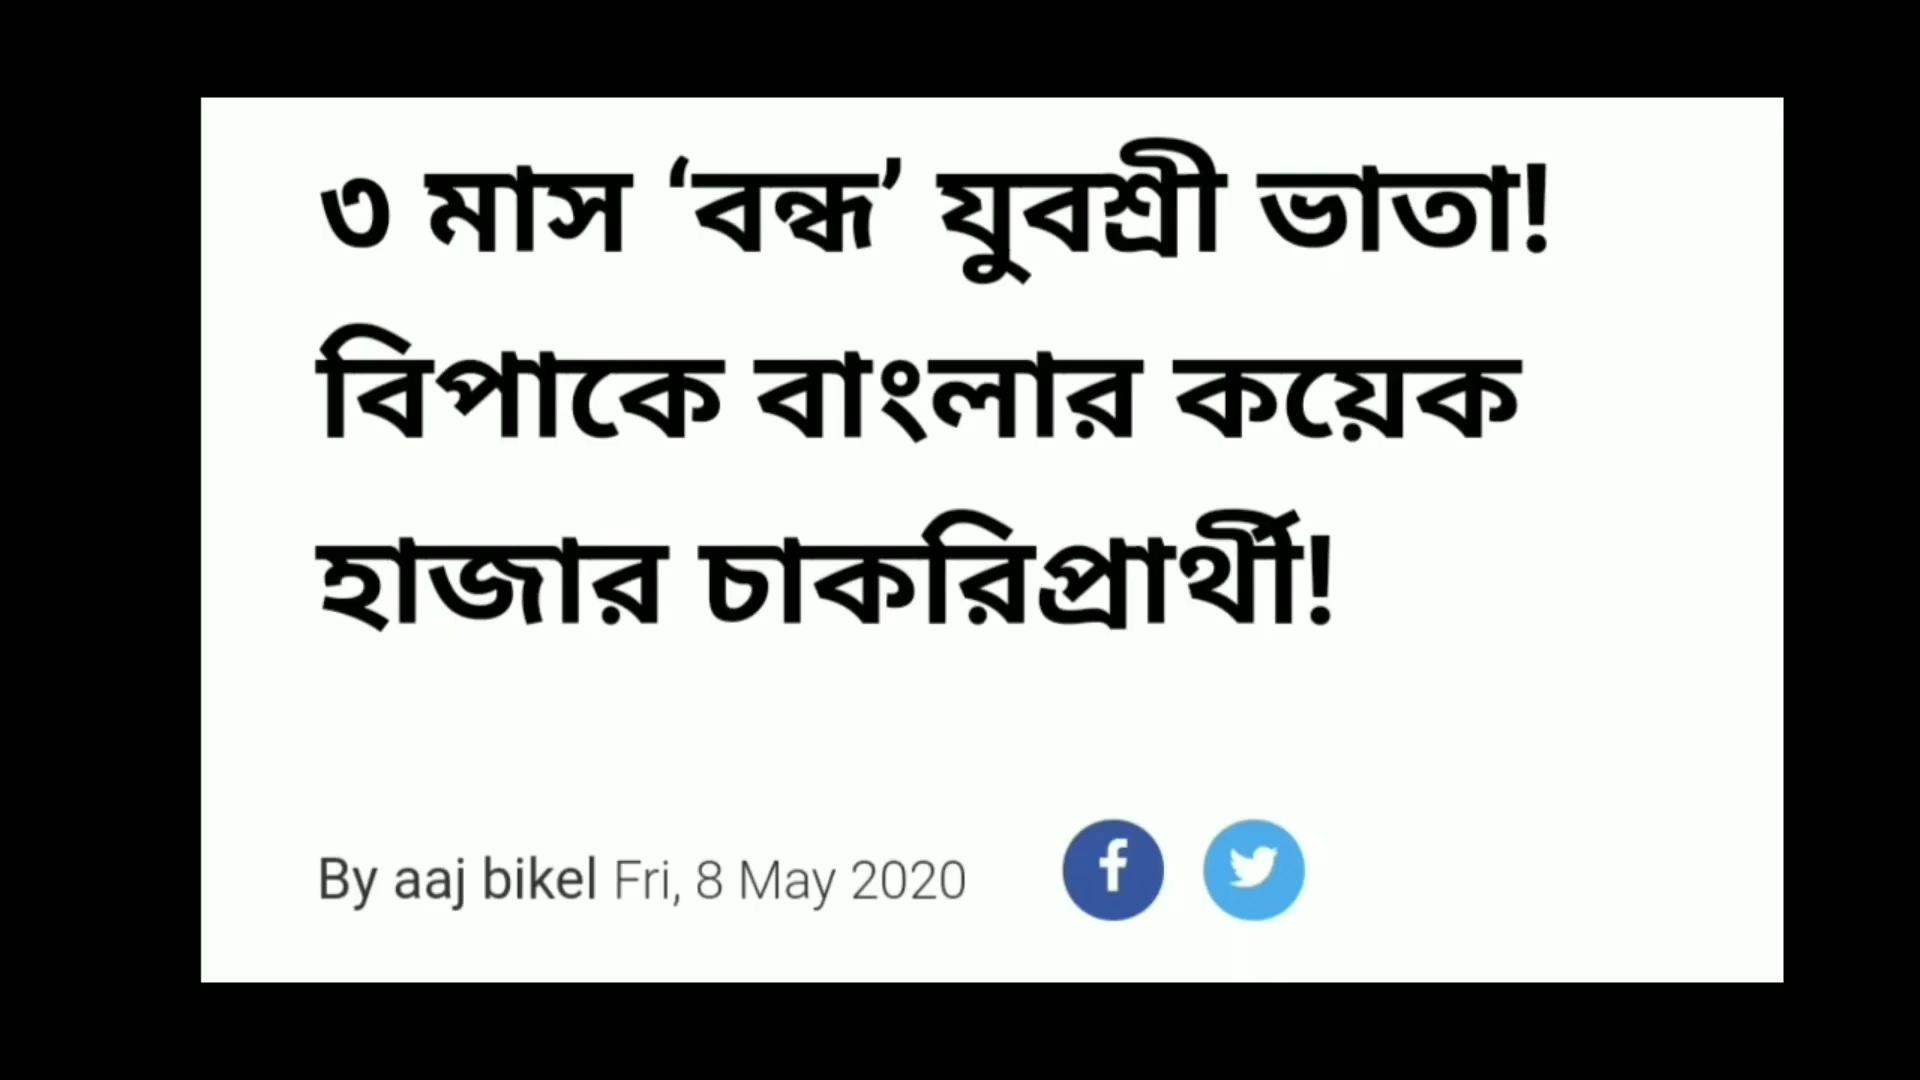 ৩ মাস ‘বন্ধ’ যুবশ্রী ভাতা!
বিপাকে বাংলার কয়েক
হাজার চাকরিপ্রার্থী!
By aaj bikel Fri, 8 May 2020